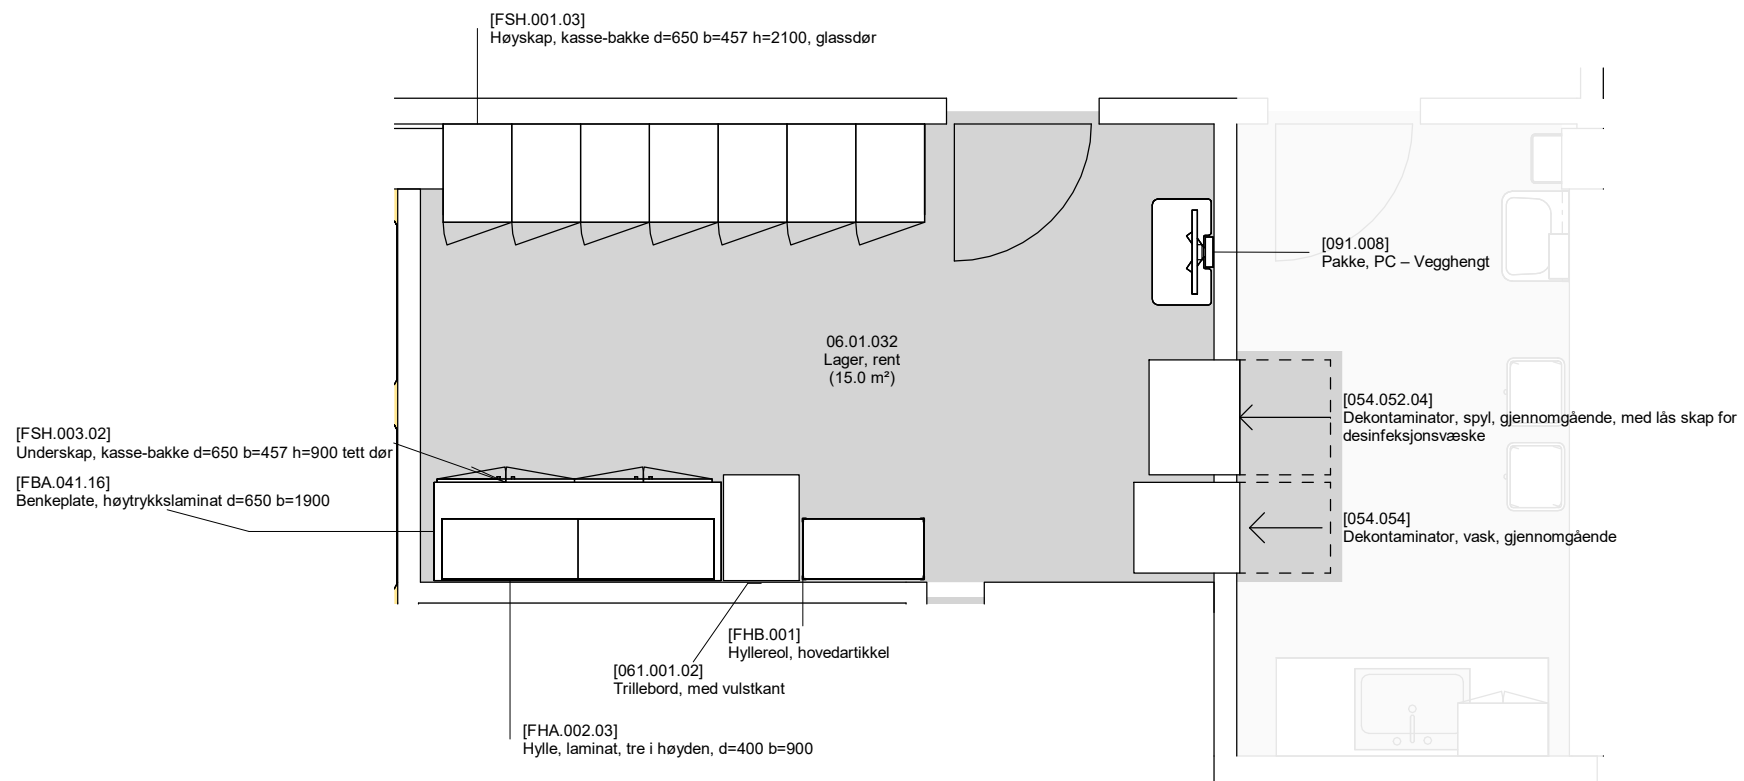 [FSH.001.03]
Høyskap, kasse-bakke d=650 b=457 h=2100, glassdør
[091.008]
Pakke, PC – Vegghengt
06.01.032
Lager, rent
(15.0 m²)
[054.052.04]
Dekontaminator, spyl, gjennomgående, med lås skap for
desinfeksjonsvæske
[FSH.003.02]
Underskap, kasse-bakke d=650 b=457 h=900 tett dør
[FBA.041.16]
Benkeplate, høytrykkslaminat d=650 b=1900
[054.054]
Dekontaminator, vask, gjennomgående
[FHB.001]
Hyllereol, hovedartikkel
[061.001.02]
Trillebord, med vulstkant
[FHA.002.03]
Hylle, laminat, tre i høyden, d=400 b=900